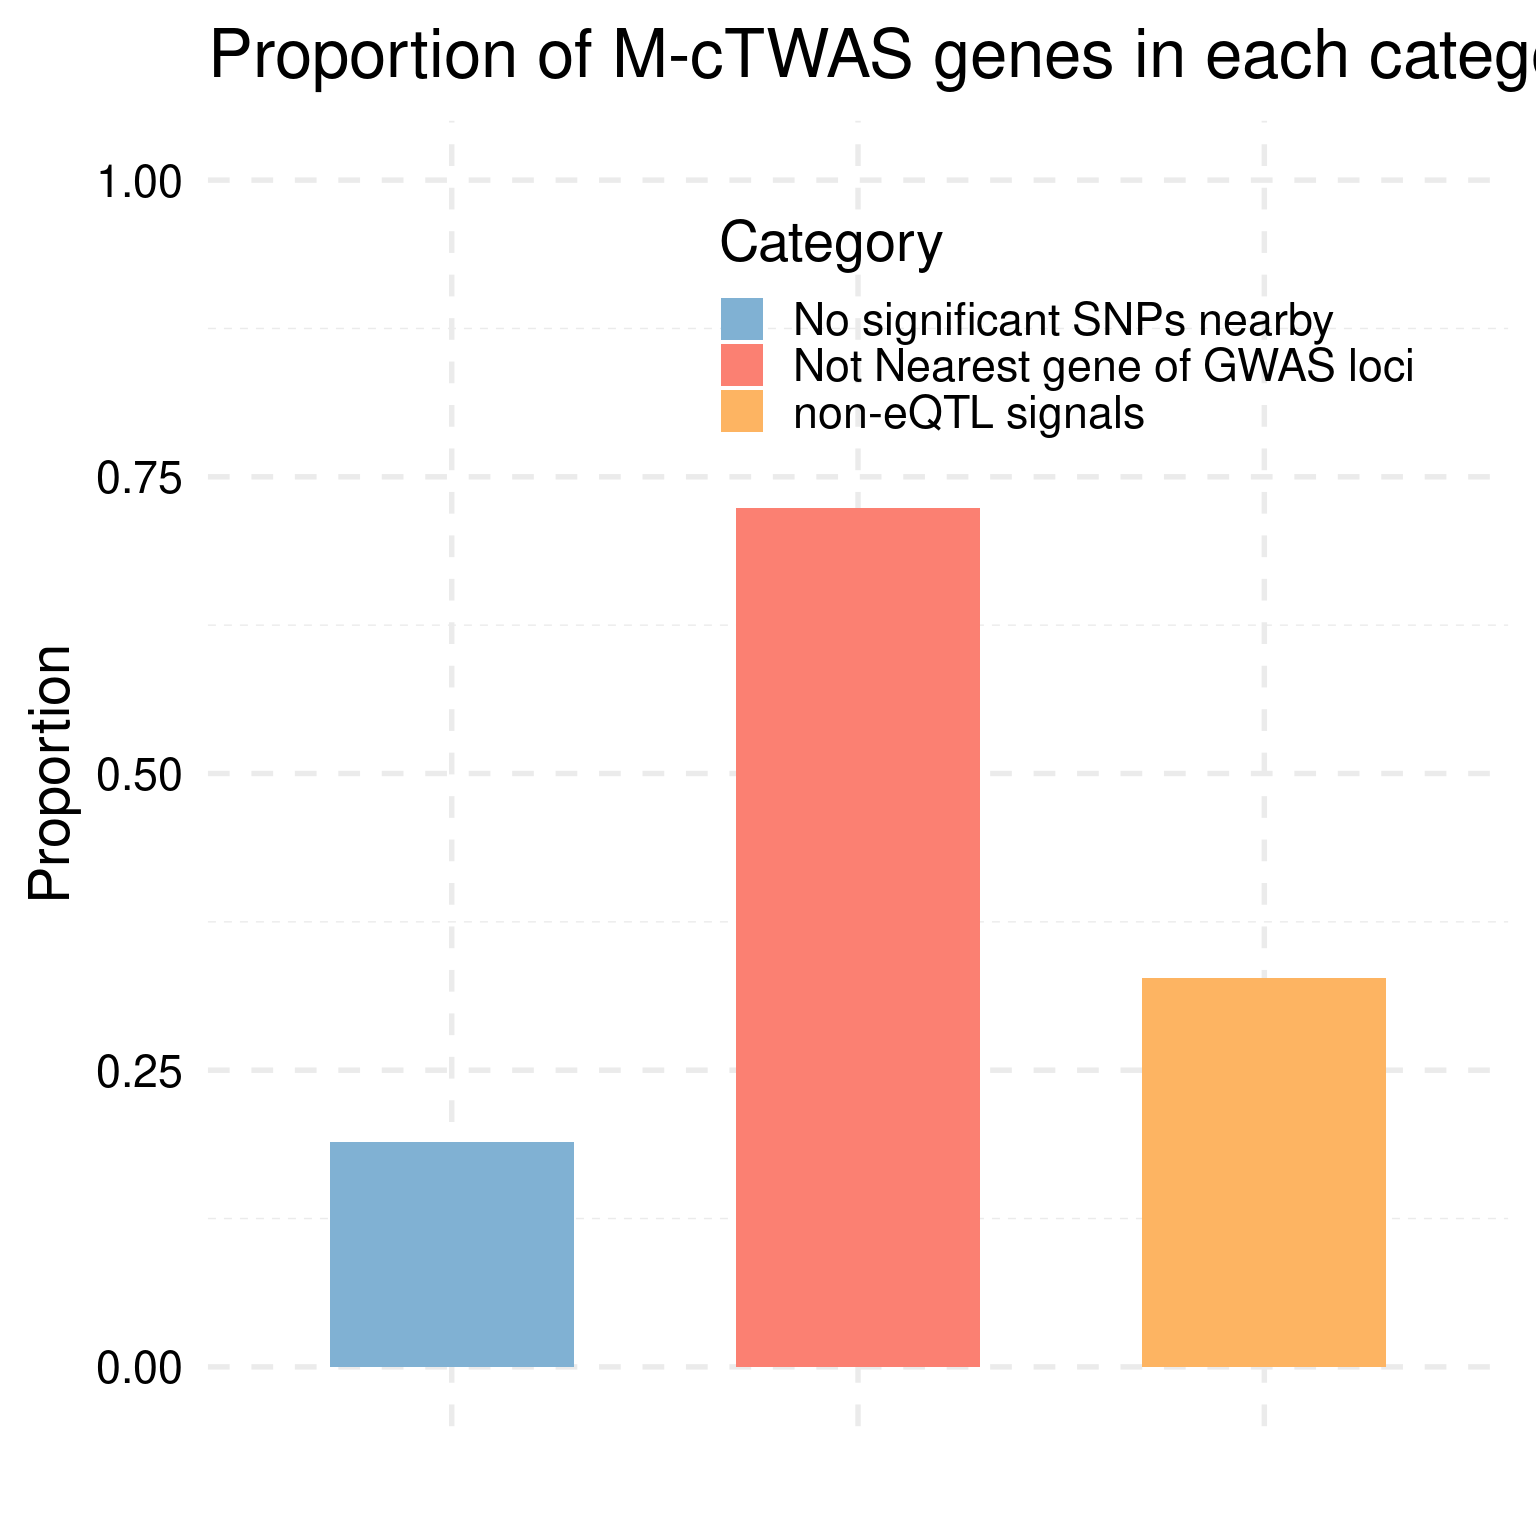 Proportion of M-cTWAS genes in each catego
1.00
Category
No significant SNPs nearby
Not Nearest gene of GWAS loci
non-eQTL signals
0.75
0.50
0.25
0.00
Proportion